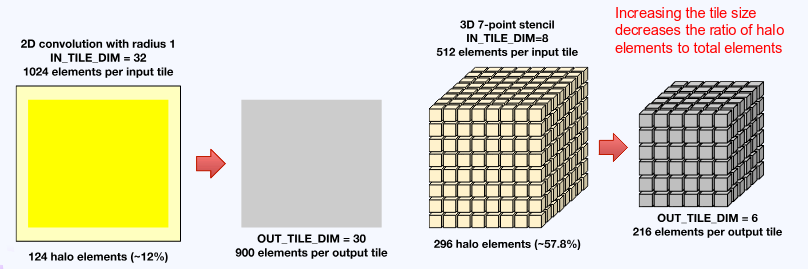 2D convolution with radius 1
IN_TILE_DIM = 32
1024 elements per input tile
124 halo elements (~12%)
OUT_TILE_DIM = 30
900 elements per output tile
3D 7-point stencil
IN_TILE_DIM=8
512 elements per input tile
296 halo elements (~57.8%)
Increasing the tile size
decreases the ratio of halo
elements to total elements
OUT_TILE_DIM = 6
216 elements per output tile